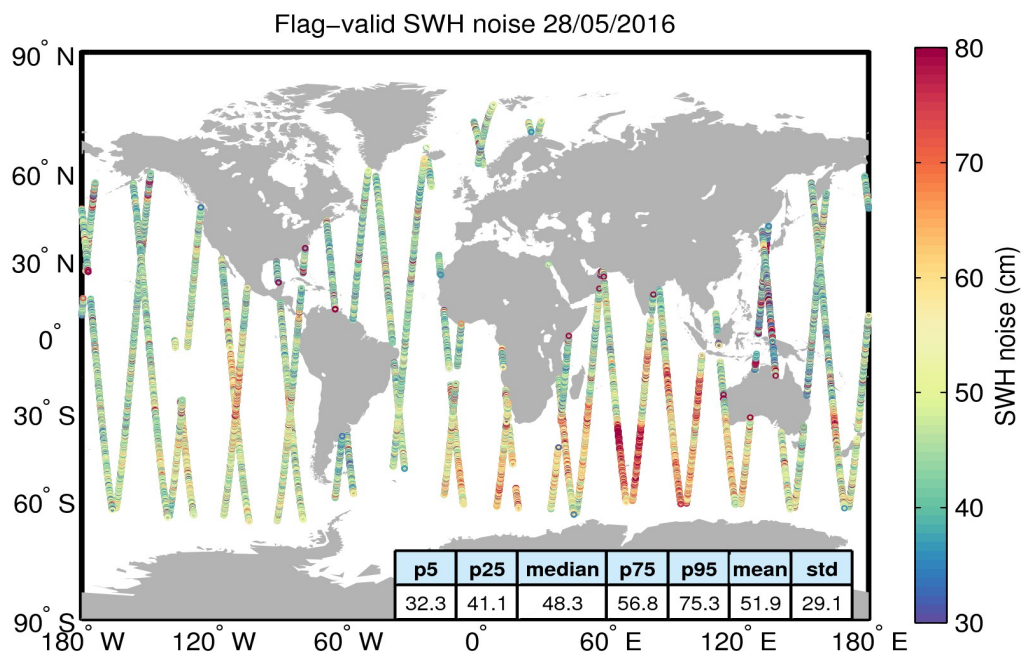 Flag–valid SWH noise 28/05/2016
90° N
60° N
30° N
0°
30° S
60° S
90° S
180° W
120° W
60° W
0°
60° E
120° E
180° E
p5 p25 median p75 p95 mean std
32.3 41.1 48.3 56.8 75.3 51.9 29.1
80
70
60
50
40
30
SWH noise (cm)